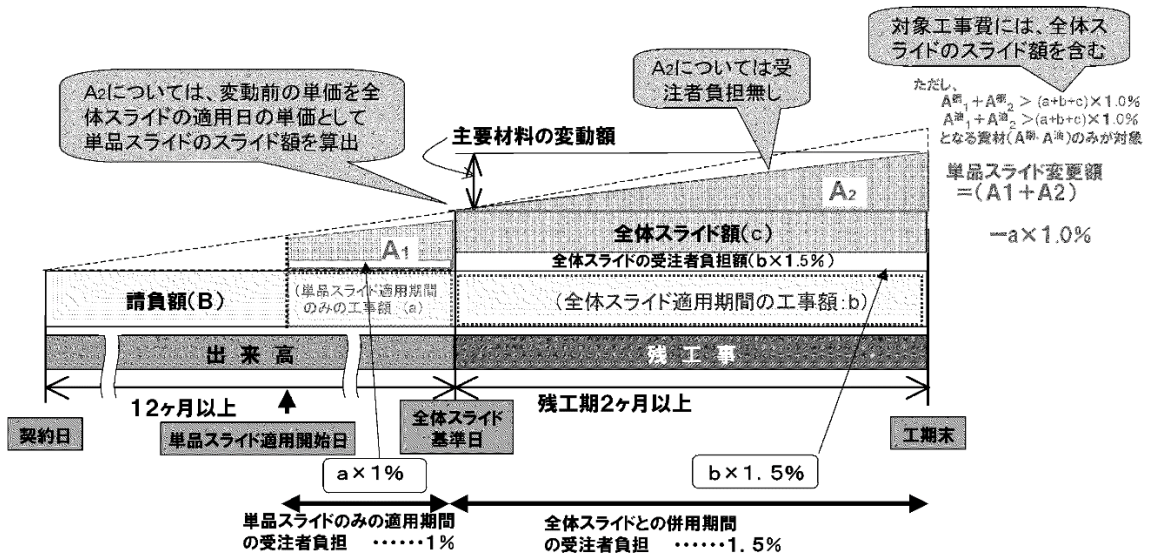 対象工事費には、全体ス
ライドのスライド額を含む
A2については、変動前の単価を全
体スライドの適用日の単価として
単品スライドのスライド額を算出
A2については受
注者負担無し
ただし、
A鋼1+A鋼2>(a+b+c)×1.0%
A油1+A油2>(a+b+c)×1.0%
となる資材(A鋼・A油)のみが対象
主要材料の変動額
単品スライド変更額
=(A1+A2)
-a×1.0%
A2
A1
全体スライド額(c)
全体スライドの受注者負担額(b×1.5%)
請負額(B)
(単品スライド適用期間
のみの工事額:(a)
(全体スライド適用期間の工事額:b)
出来高
残工事
12ヶ月以上
残工期2ヶ月以上
契約日
単品スライド適用開始日
全体スライド
基準日
工期末
a×1%
b×1.5%
単品スライドのみの適用期間
の受注者負担 ……1%
全体スライドとの併用期間
の受注者負担 ……1.5%